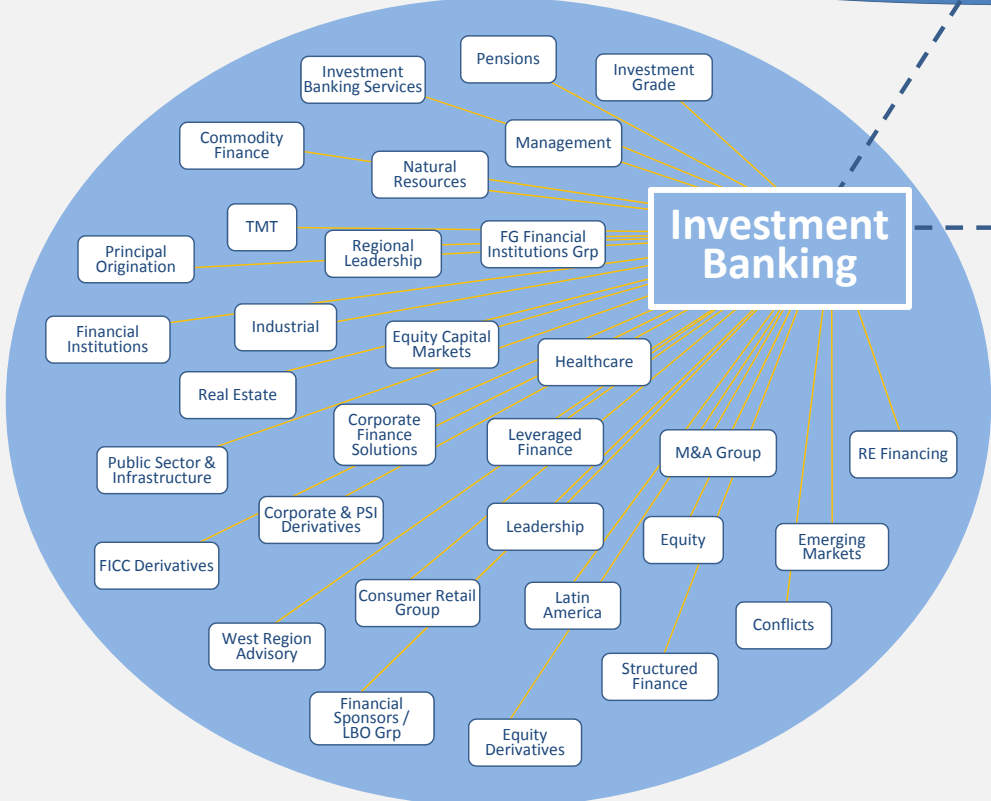 Pensions
Investment
Banking Services
Investment
Grade
Commodity
Finance
Management
Natural
Resources
TMT
Investment
Banking
Principal
Origination
Regional
Leadership
FG Financial
Institutions Grp
Financial
Institutions
Industrial
Equity Capital
Markets
Healthcare
Real Estate
Corporate
Finance
Solutions
Leveraged
Finance
M&A Group
RE Financing
Public Sector &
Infrastructure
Corporate & PSI
Derivatives
Leadership
Equity
Emerging
Markets
FICC Derivatives
Consumer Retail
Group
Latin
America
Conflicts
West Region
Advisory
Structured
Finance
Financial
Sponsors /
LBO Grp
Equity
Derivatives